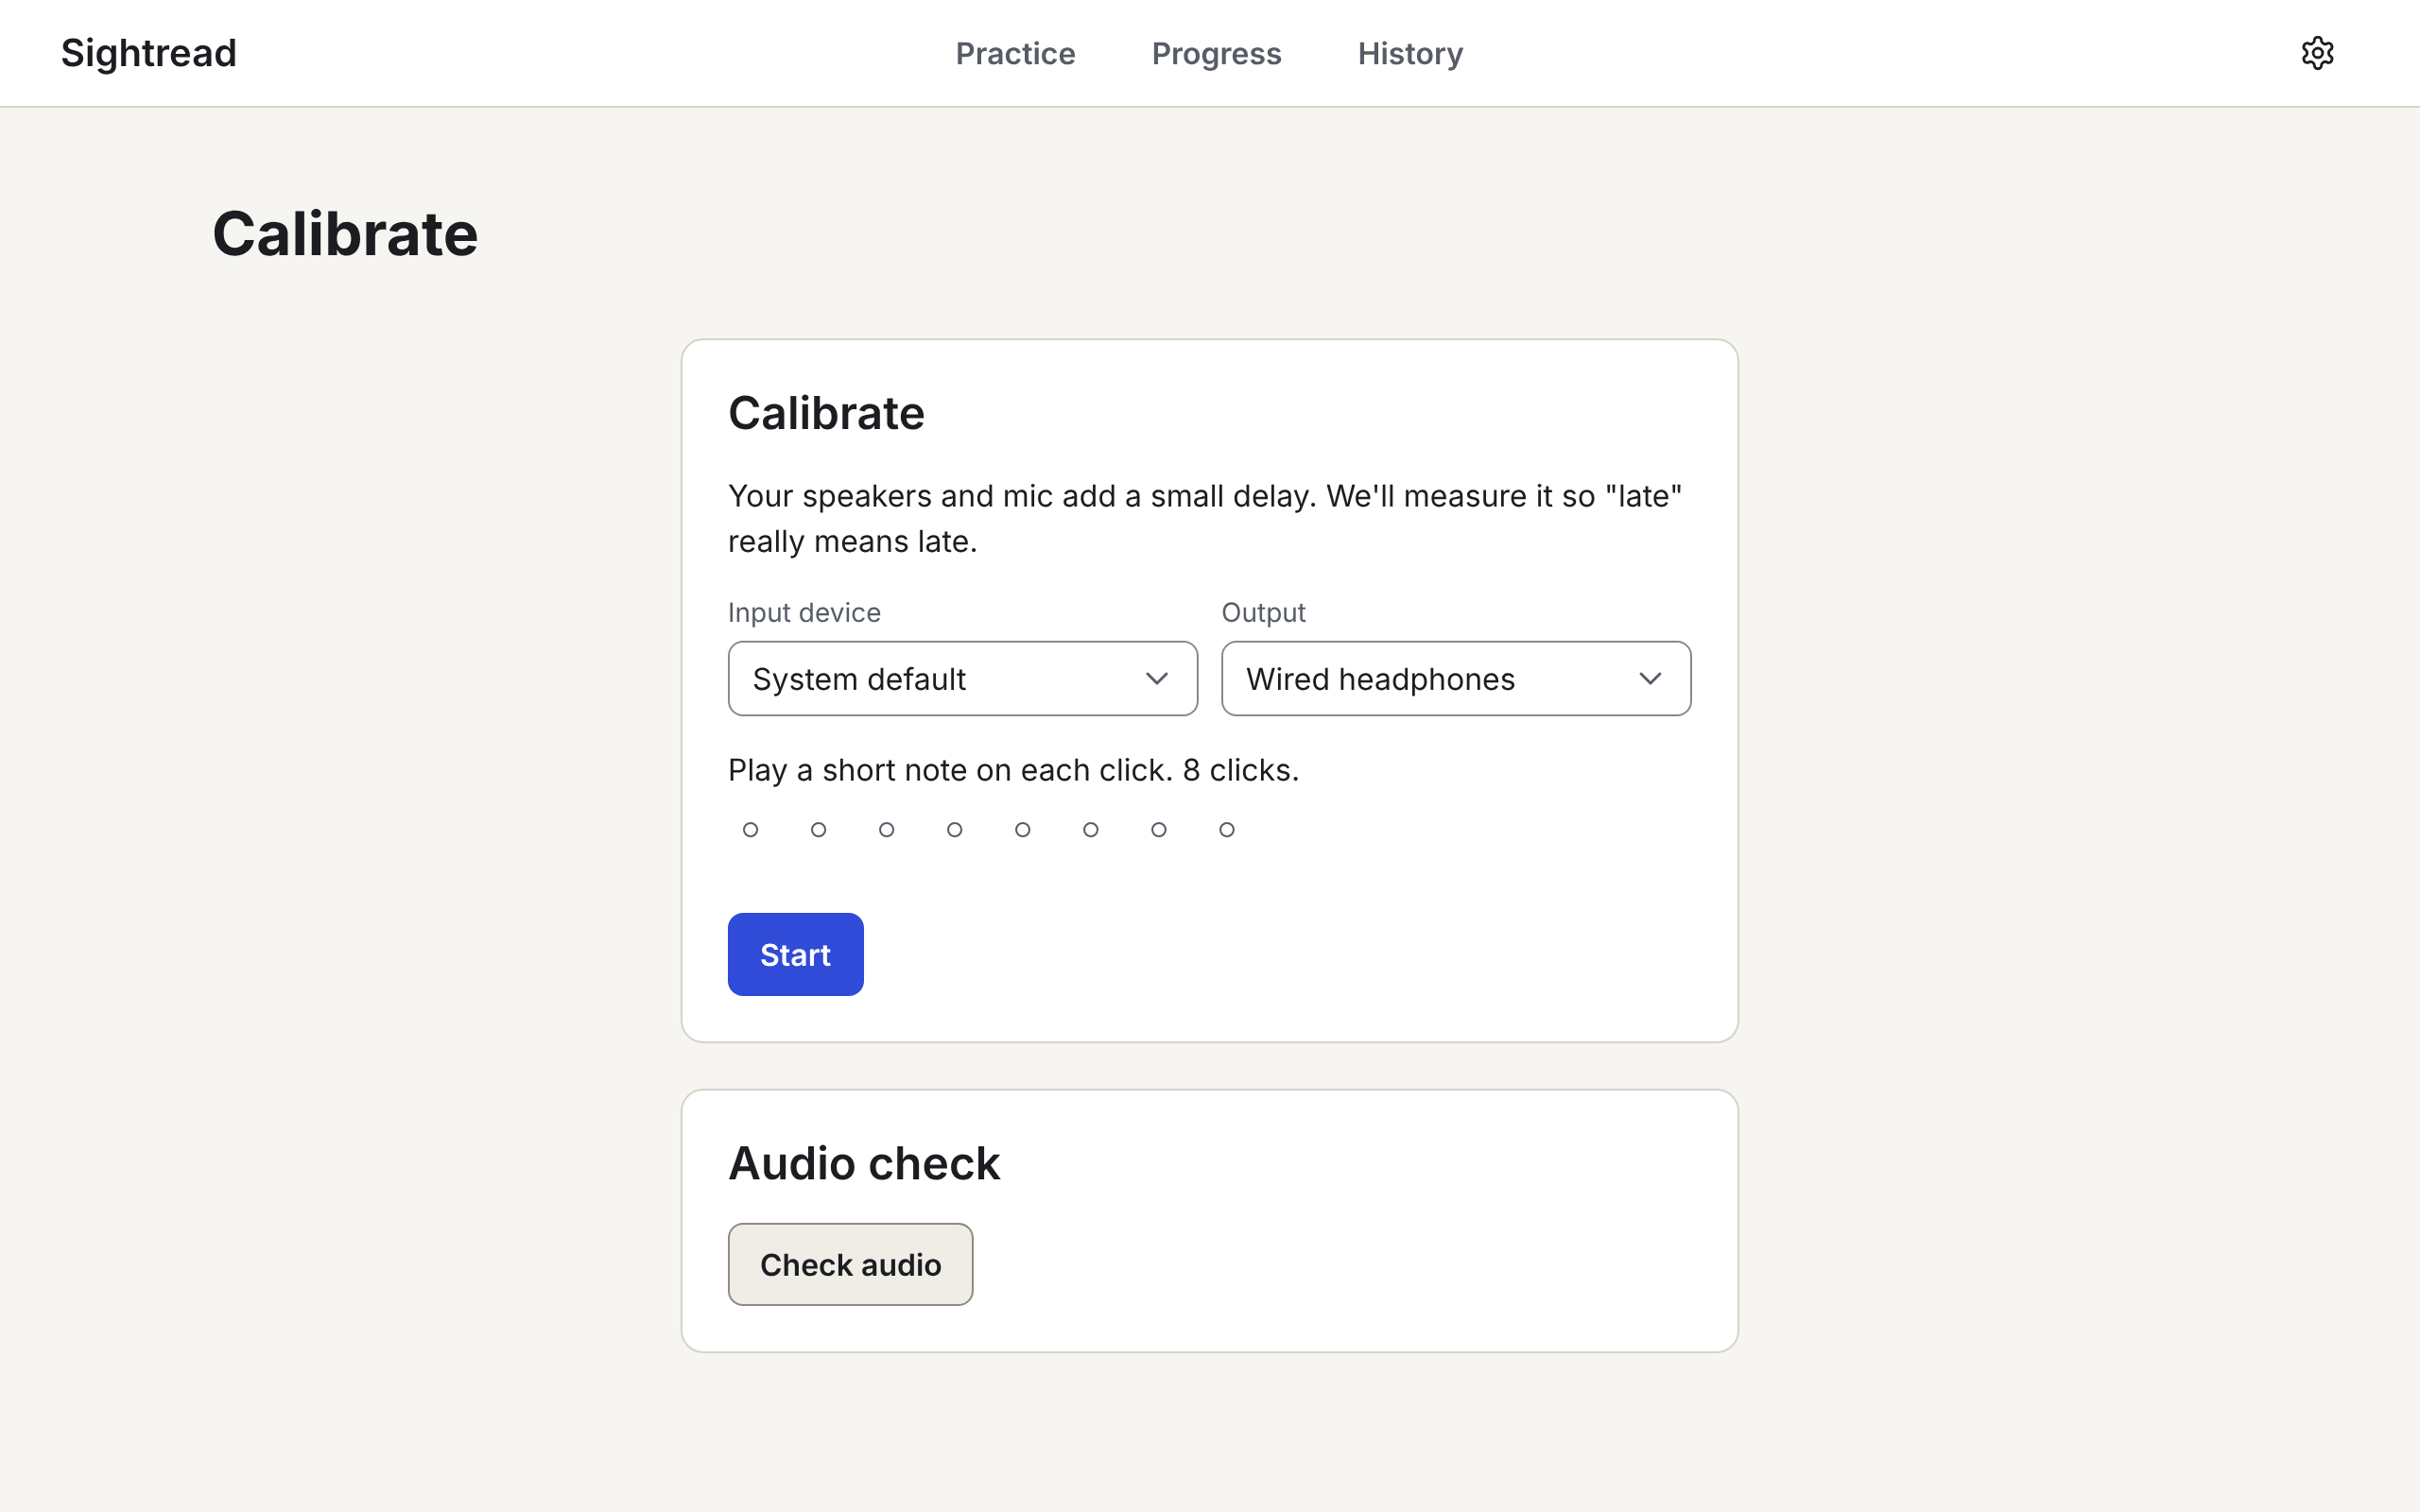 Sightread
Practice
Progress
History
Calibrate
Calibrate
Your speakers and mic add a small delay. We'll measure it so "late"
really means late.
Input device
Output
System default
Wired headphones
Play a short note on each click. 8 clicks.
Start
Audio check
Check audio